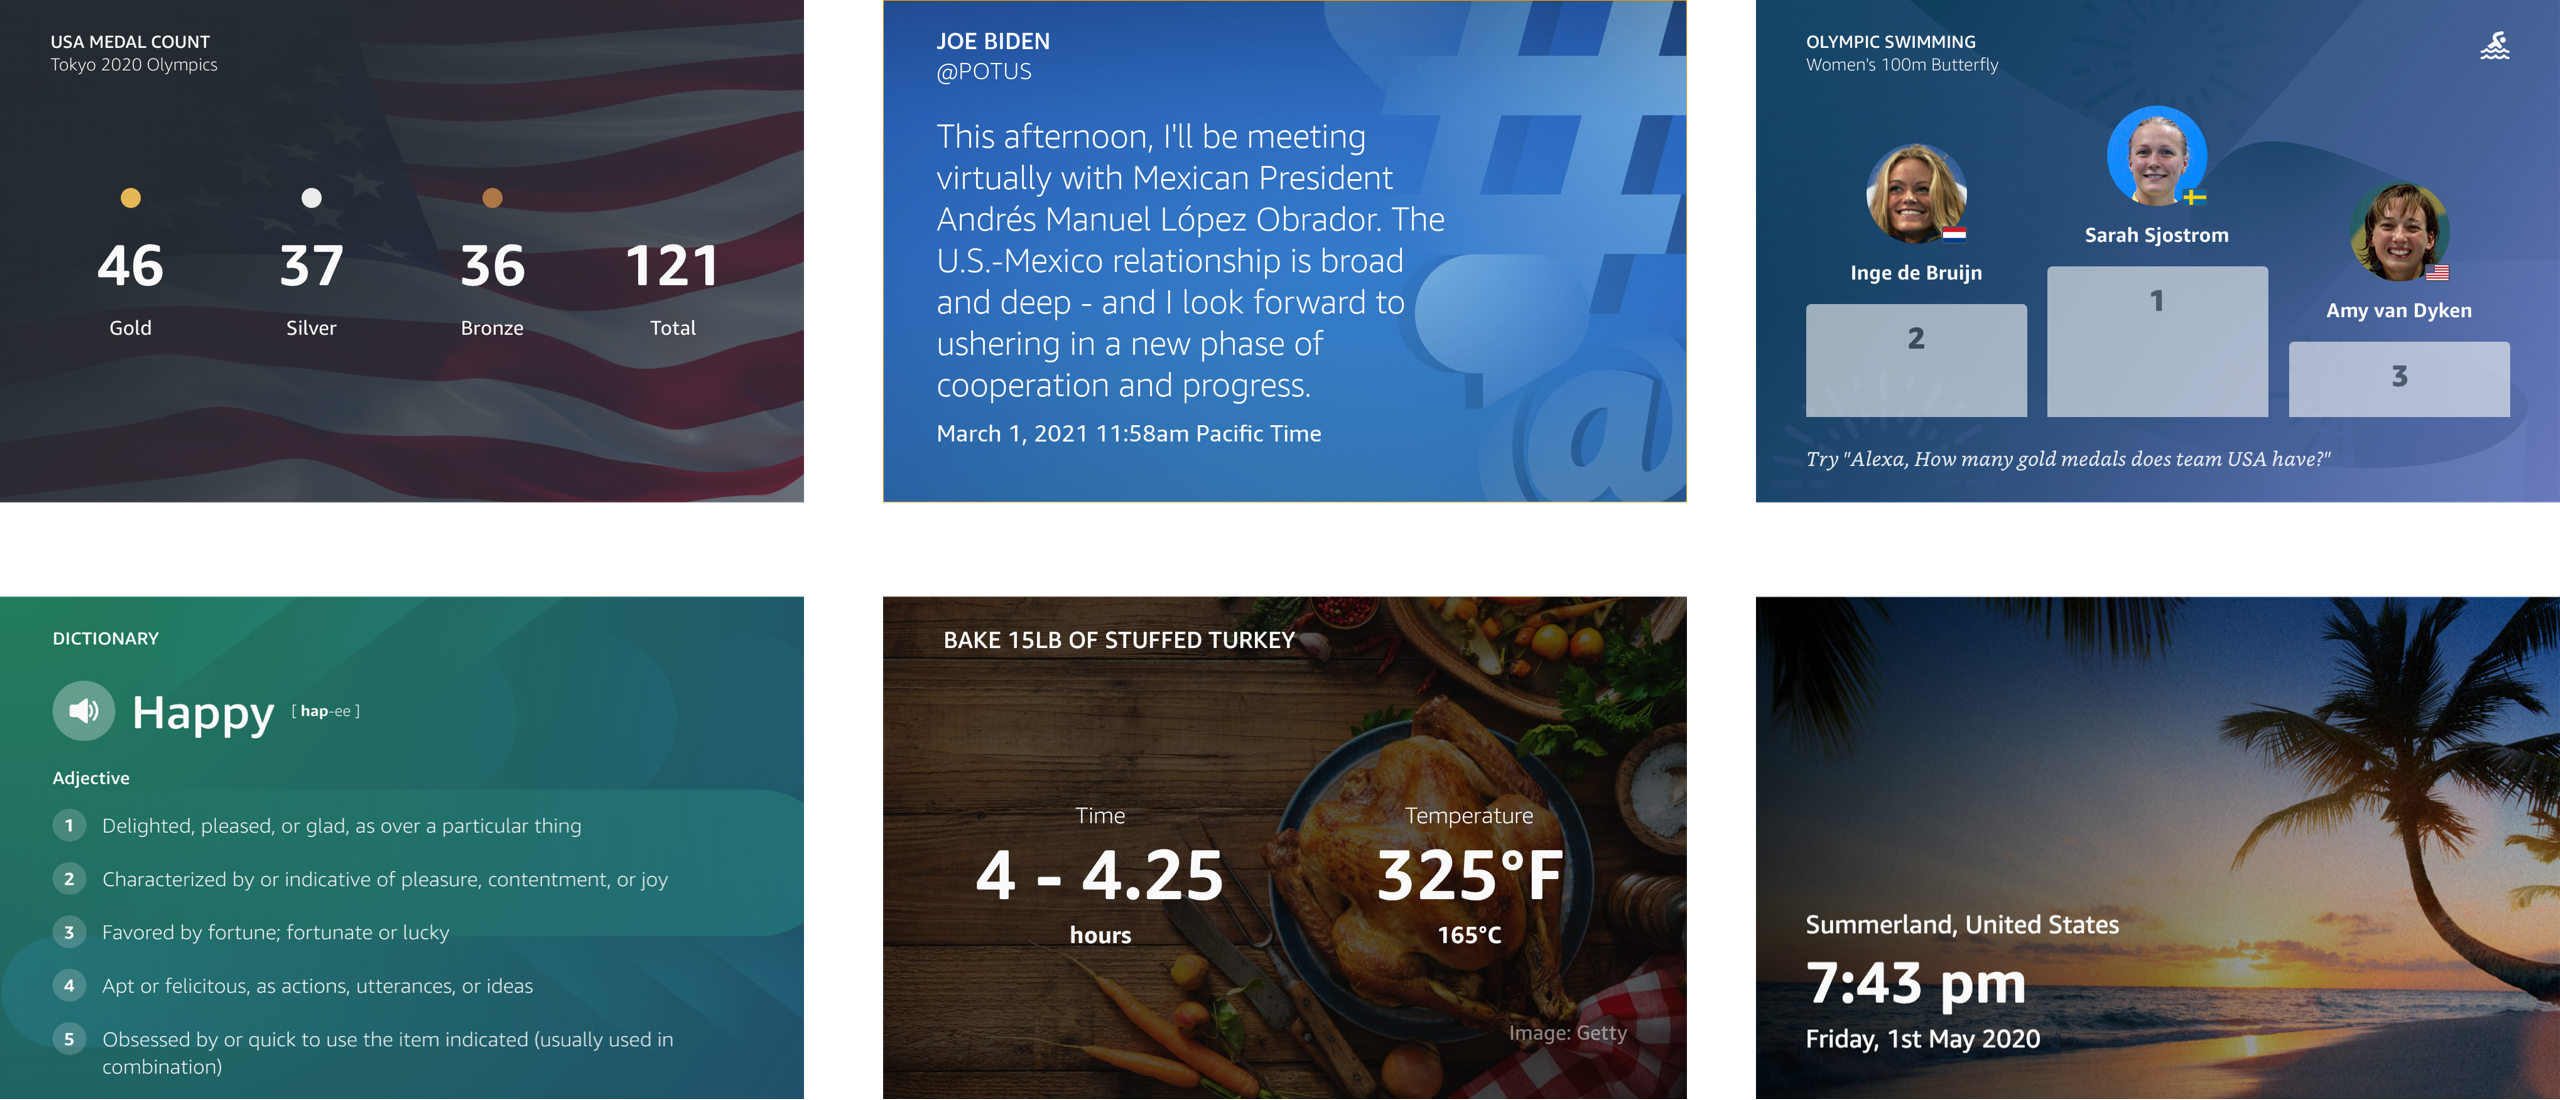 USA MEDAL COUNT
Tokyo 2020 Olympics
46
37
36
121
Gold
Silver
Bronze
Total
JOE BIDEN
@POTUS
This afternoon, I'll be meeting
virtually with Mexican President
Andrés Manuel López Obrador. The
U.S.-Mexico relationship is broad
and deep - and I look forward to
ushering in a new phase of
cooperation and progress.
March 1, 2021 11:58am Pacific Time
#
@
OLYMPIC SWIMMING
Women's 100m Butterfly
Sarah Sjostrom
Inge de Bruijn
Amy van Dyken
1
2
3
Try "Alexa, How many gold medals does team USA have?"
DICTIONARY
Happy [ hap-ee ]
Adjective
1 Delighted, pleased, or glad, as over a particular thing
2 Characterized by or indicative of pleasure, contentment, or joy
3 Favored by fortune; fortunate or lucky
4 Apt or felicitous, as actions, utterances, or ideas
5 Obsessed by or quick to use the item indicated (usually used in
combination)
BAKE 15LB OF STUFFED TURKEY
Time
4 - 4.25
hours
Temperature
325°F
165°C
Image: Getty
Summerland, United States
7:43 pm
Friday, 1st May 2020